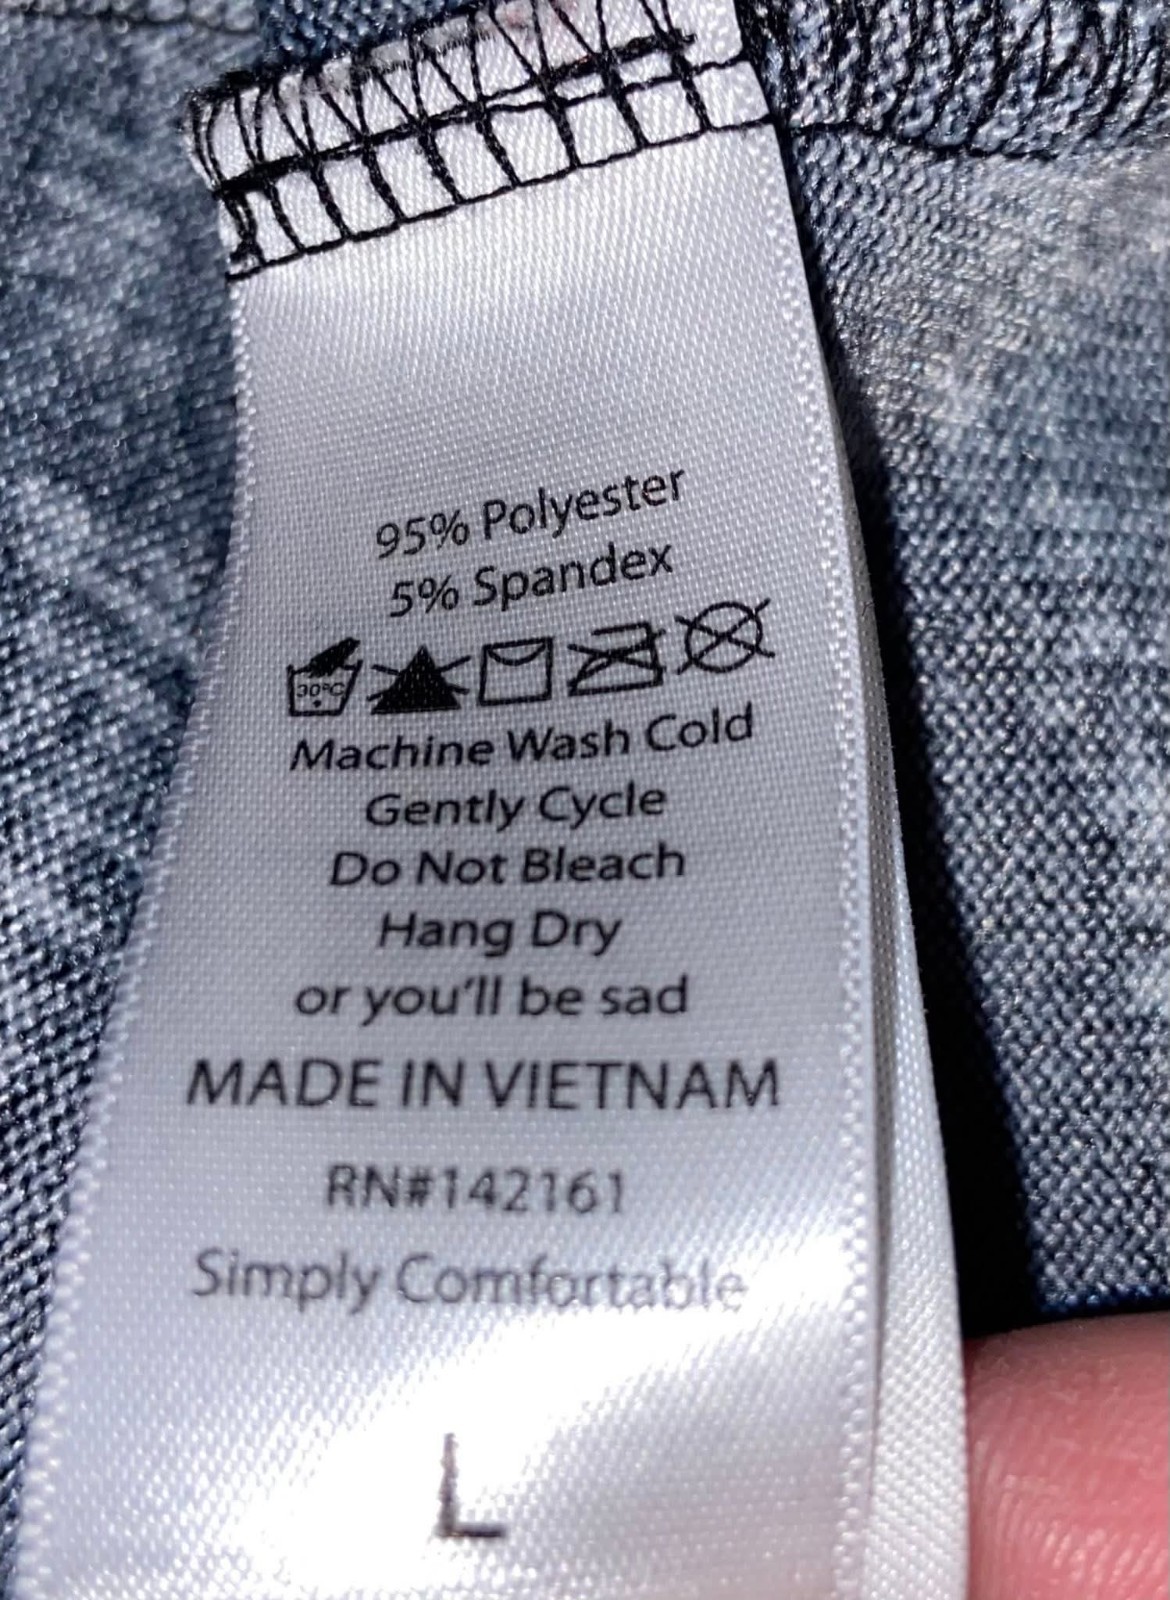 95% Polyester
5% Spandex
30°C
Machine Wash Cold
Gently Cycle
Do Not Bleach
Hang Dry
or you'll be sad
MADE IN VIETNAM
RN#142161
Simply Comfortable
L